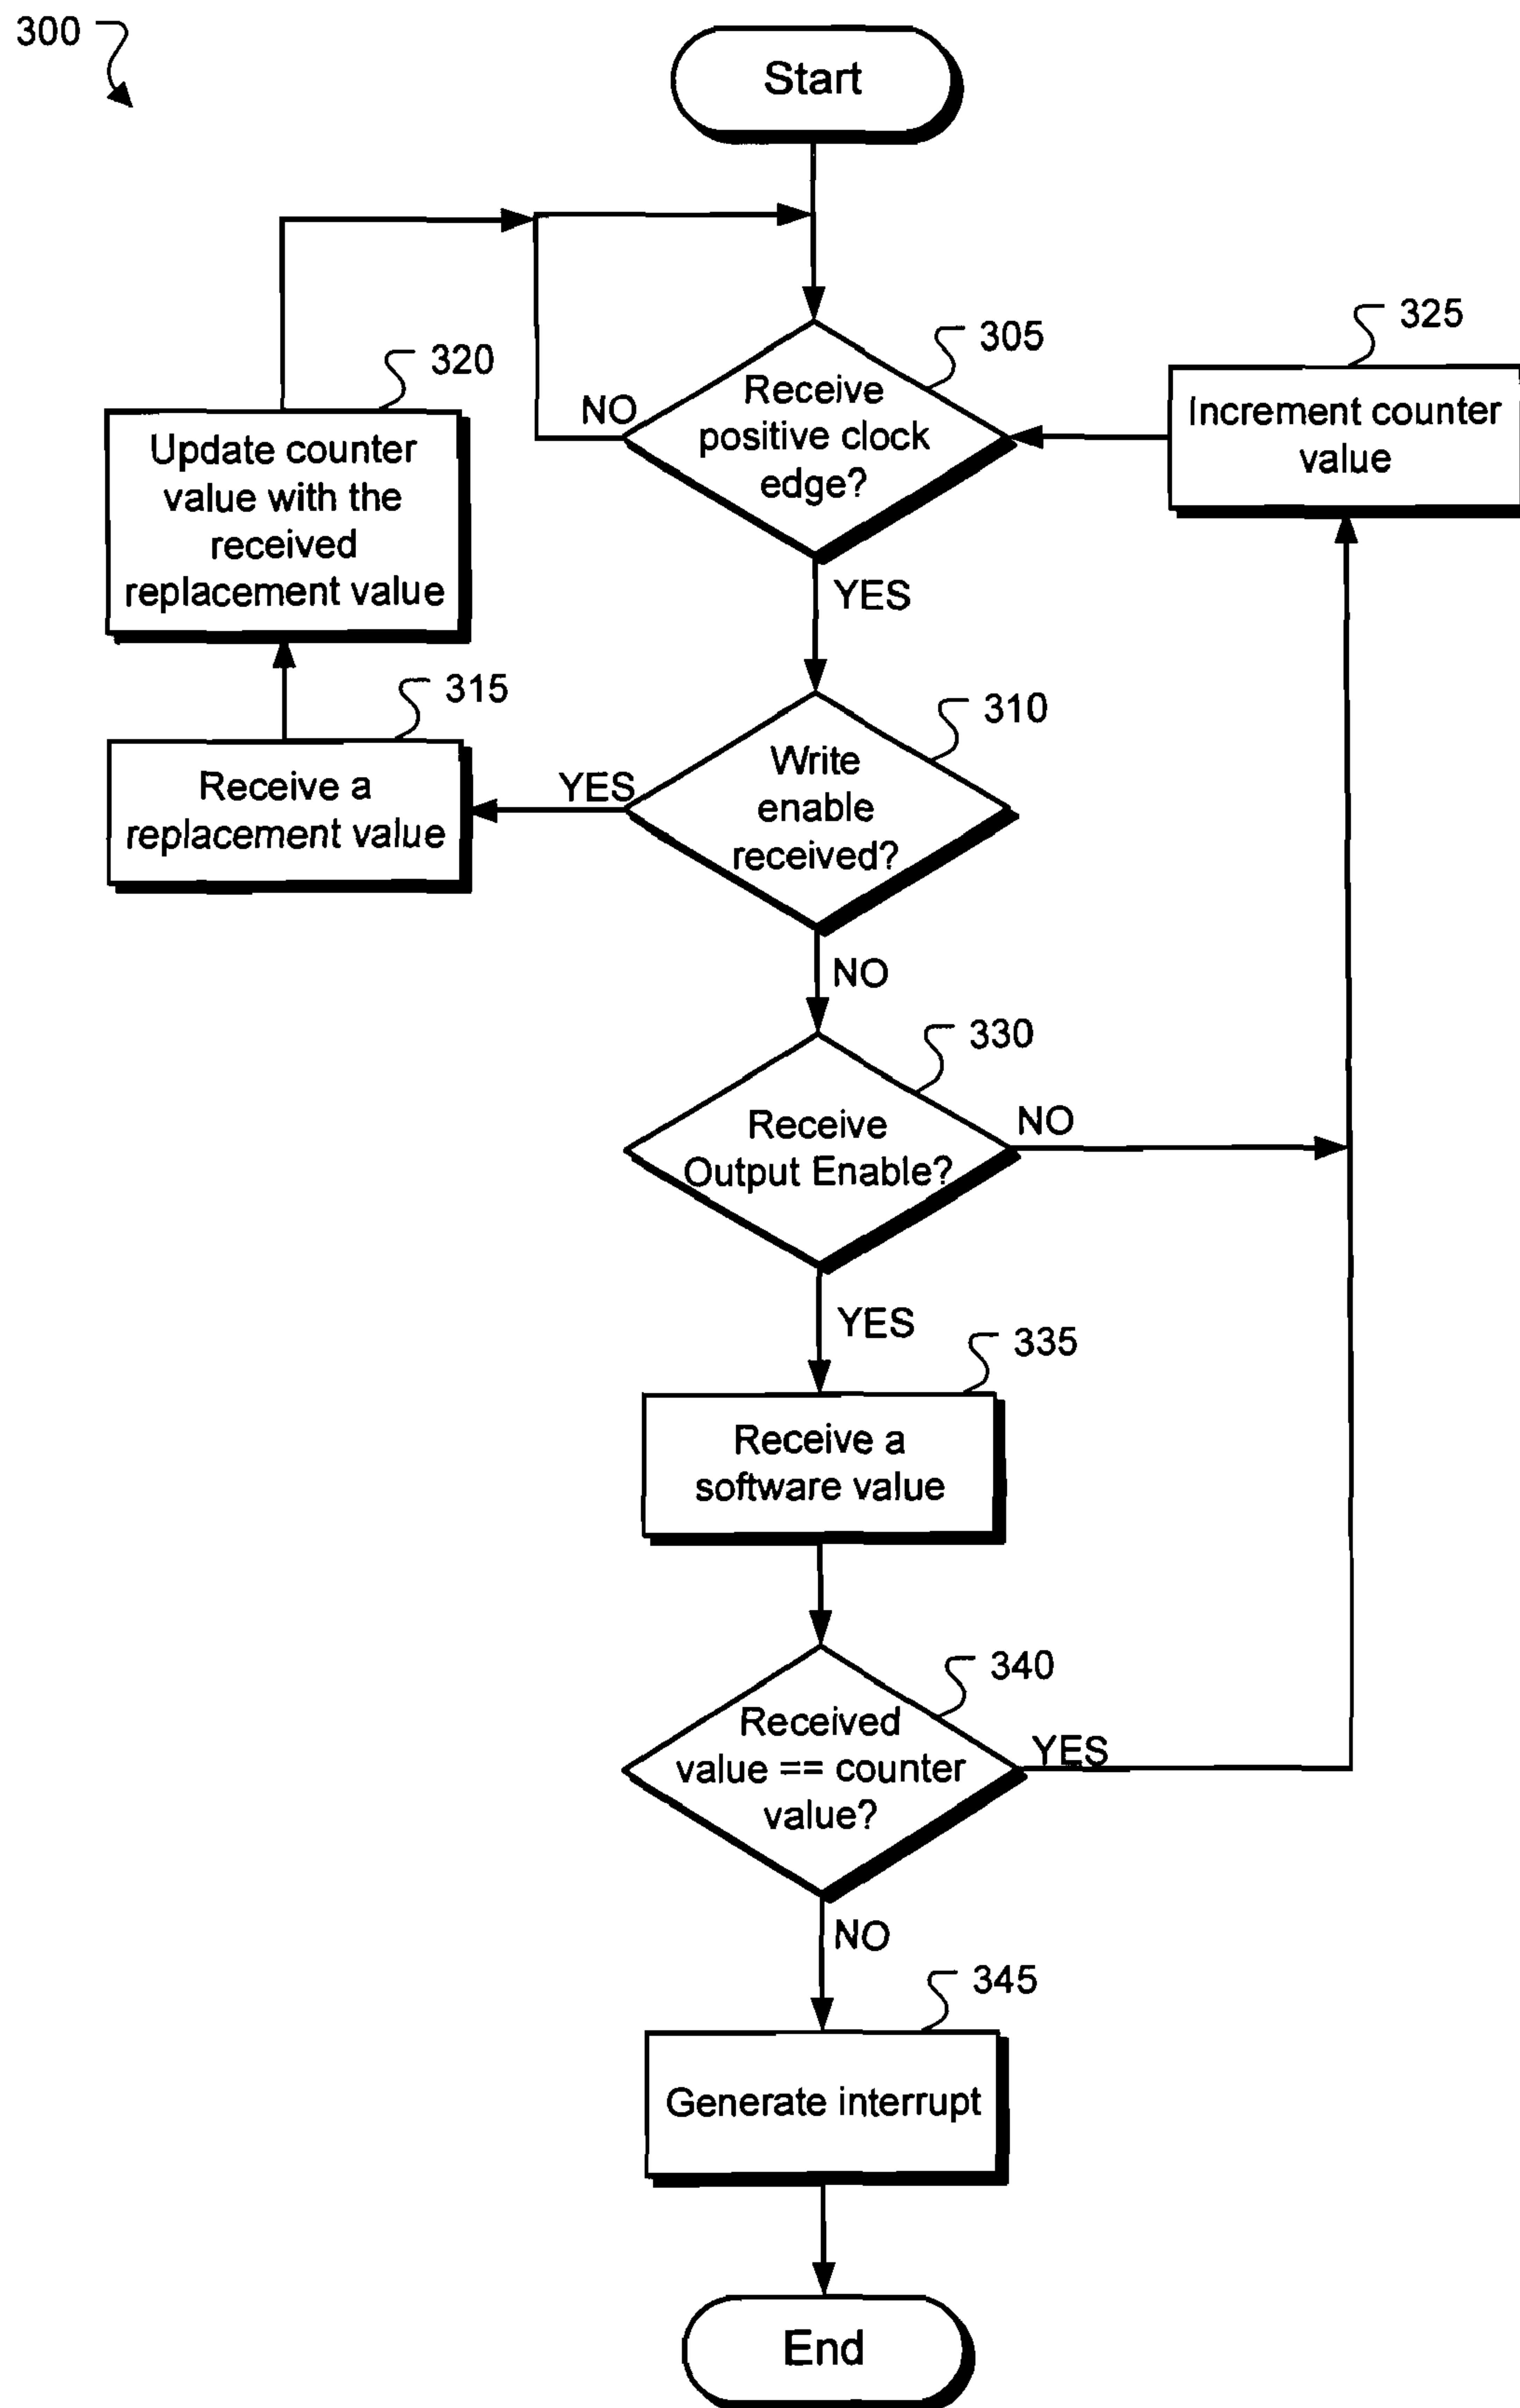 300
Start
305
Receive
positive clock
edge?
NO
YES
325
Increment counter
value
320
Update counter
value with the
received
replacement value
315
Receive a
replacement value
310
Write
enable
received?
YES
NO
330
Receive
Output Enable?
NO
YES
335
Receive a
software value
340
Received
value == counter
value?
YES
NO
345
Generate interrupt
End